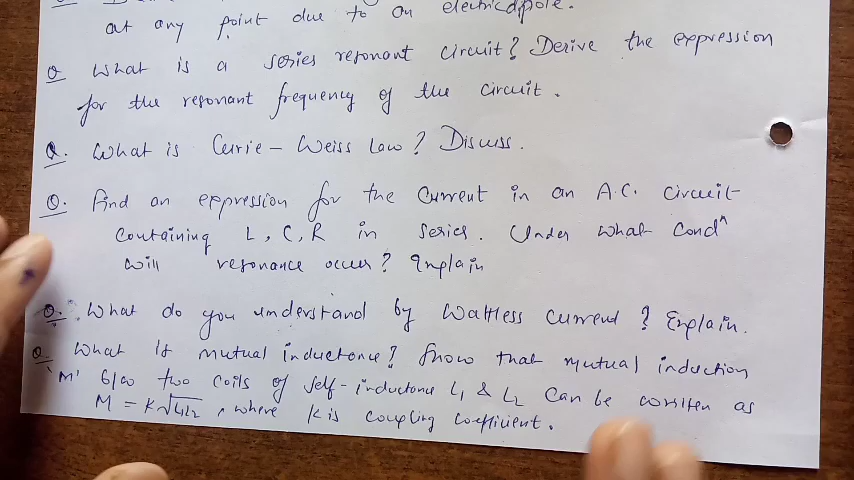 at any point due to an electricdipole.
Q What is a series resonant circuit? Derive the expression
for the resonant frequency of the circuit.
Q. What is Curie - Weiss Law? Discuss.
Q. Find an expression for the current in an A.C. circuit
containing L, C, R in series. Under what condⁿ
will resonance occur? Explain
Q. What do you understand by Wattless current? Explain.
Q. What is mutual inductance? Show that mutual induction
'M' b/w two coils of self-inductance L₁ & L₂ can be written as
M = K√L₁L₂, where K is coupling coefficient.